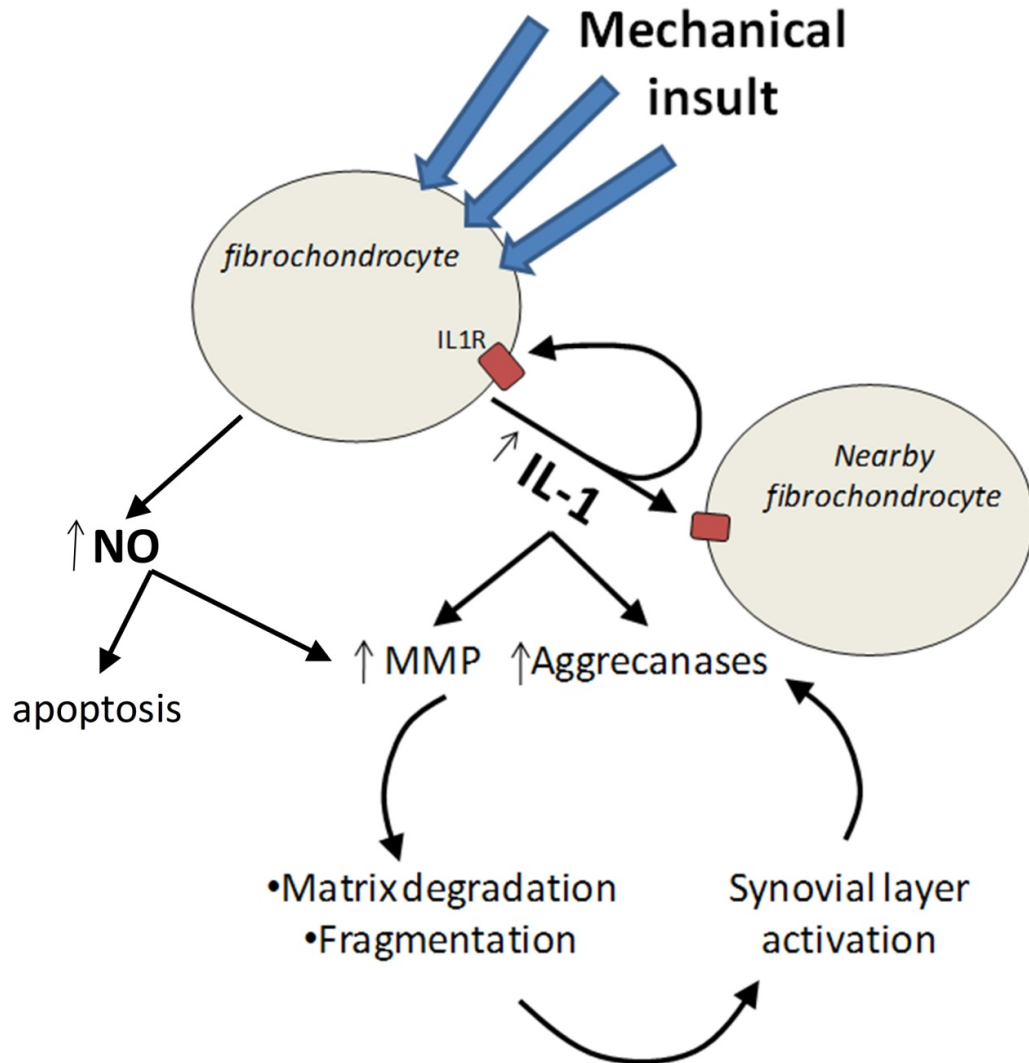 Mechanical
insult
fibrochondrocyte
IL1R
↑ IL-1
Nearby
fibrochondrocyte
↑ NO
↑ MMP ↑Aggrecanases
apoptosis
•Matrix degradation
•Fragmentation
Synovial layer
activation